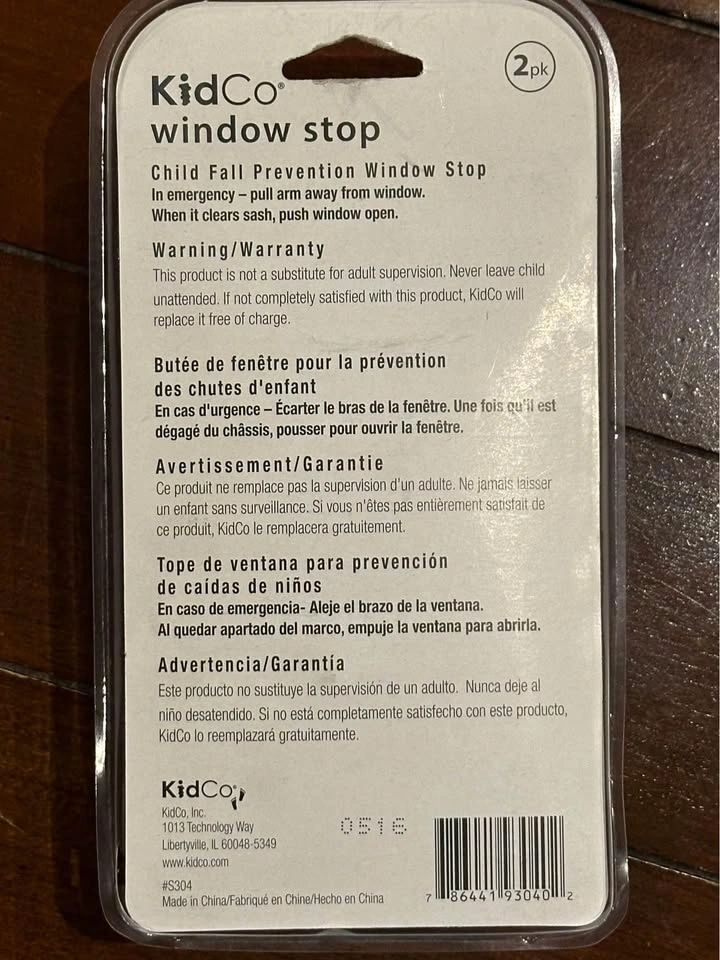 KidCo®
2pk
window stop
Child Fall Prevention Window Stop
In emergency – pull arm away from window.
When it clears sash, push window open.
Warning/Warranty
This product is not a substitute for adult supervision. Never leave child
unattended. If not completely satisfied with this product, KidCo will
replace it free of charge.
Butée de fenêtre pour la prévention
des chutes d'enfant
En cas d'urgence – Écarter le bras de la fenêtre. Une fois qu'il est
dégagé du châssis, pousser pour ouvrir la fenêtre.
Avertissement/Garantie
Ce produit ne remplace pas la supervision d'un adulte. Ne jamais laisser
un enfant sans surveillance. Si vous n'êtes pas entièrement satisfait de
ce produit, KidCo le remplacera gratuitement.
Tope de ventana para prevención
de caídas de niños
En caso de emergencia- Aleje el brazo de la ventana.
Al quedar apartado del marco, empuje la ventana para abrirla.
Advertencia/Garantía
Este producto no sustituye la supervisión de un adulto. Nunca deje al
niño desatendido. Si no está completamente satisfecho con este producto,
KidCo lo reemplazará gratuitamente.
KidCo
KidCo, Inc.
1013 Technology Way
Libertyville, IL 60048-5349
www.kidco.com
0516
#S304
Made in China/Fabriqué en Chine/Hecho en China
7 86441 93040 2